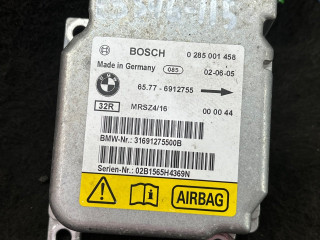 BOSCH 0 285 001 458
Made in Germany 085 02-06-05
65.77 - 6912755
32R MRSZ4/16 00 00 44
BMW-Nr.: 31691275500B
Serien-Nr.: 02B1565H4369N
AIRBAG